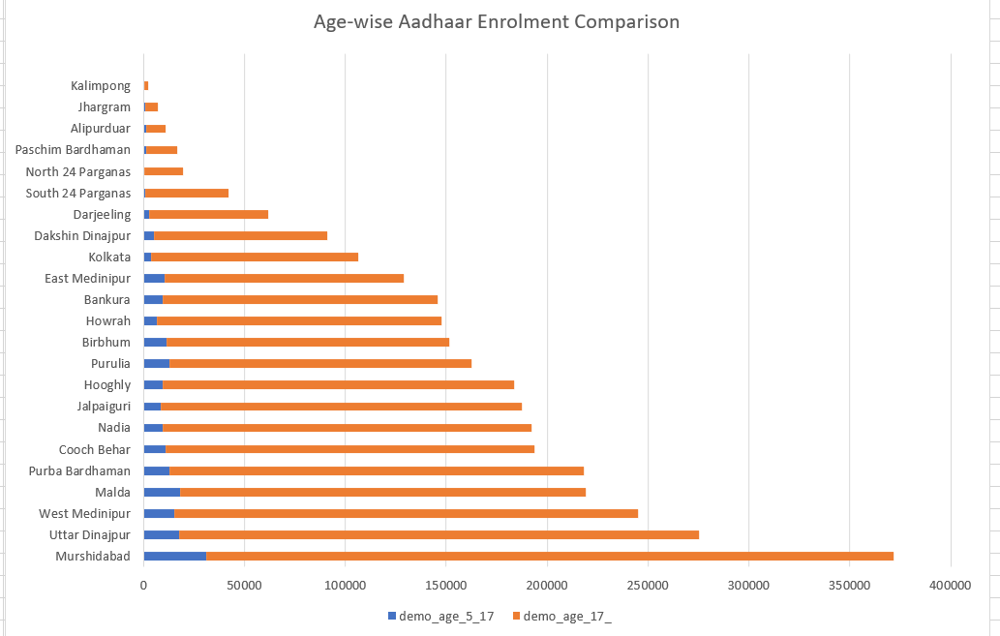 Age-wise Aadhaar Enrolment Comparison
Kalimpong
Jhargram
Alipurduar
Paschim Bardhaman
North 24 Parganas
South 24 Parganas
Darjeeling
Dakshin Dinajpur
Kolkata
East Medinipur
Bankura
Howrah
Birbhum
Purulia
Hooghly
Jalpaiguri
Nadia
Cooch Behar
Purba Bardhaman
Malda
West Medinipur
Uttar Dinajpur
Murshidabad
0 50000 100000 150000 200000 250000 300000 350000 400000
demo_age_5_17 demo_age_17_